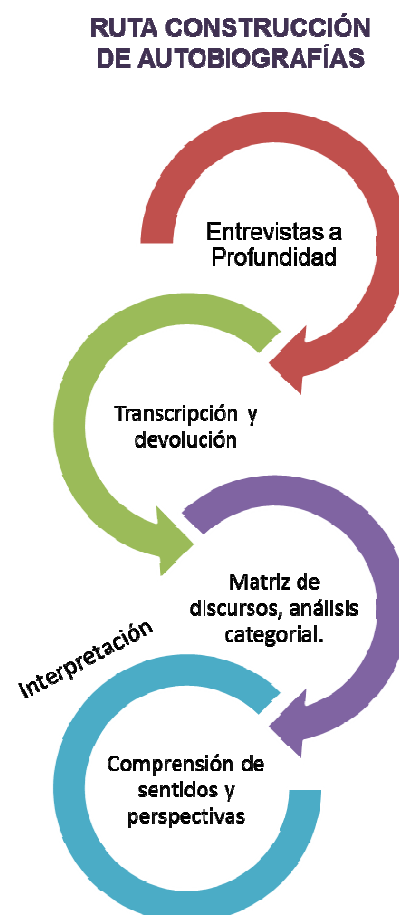 RUTA CONSTRUCCIÓN
DE AUTOBIOGRAFÍAS
Entrevistas a
Profundidad
Transcripción y
devolución
Matriz de
discursos, análisis
categorial.
Interpretación
Comprensión de
sentidos y
perspectivas